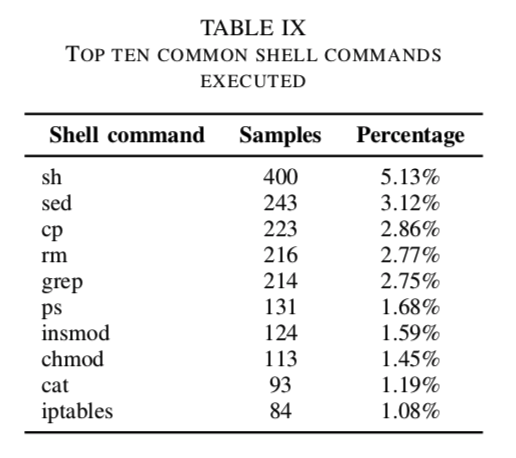 TABLE IX
TOP TEN COMMON SHELL COMMANDS
EXECUTED
Shell command Samples Percentage
sh 400 5.13%
sed 243 3.12%
cp 223 2.86%
rm 216 2.77%
grep 214 2.75%
ps 131 1.68%
insmod 124 1.59%
chmod 113 1.45%
cat 93 1.19%
iptables 84 1.08%